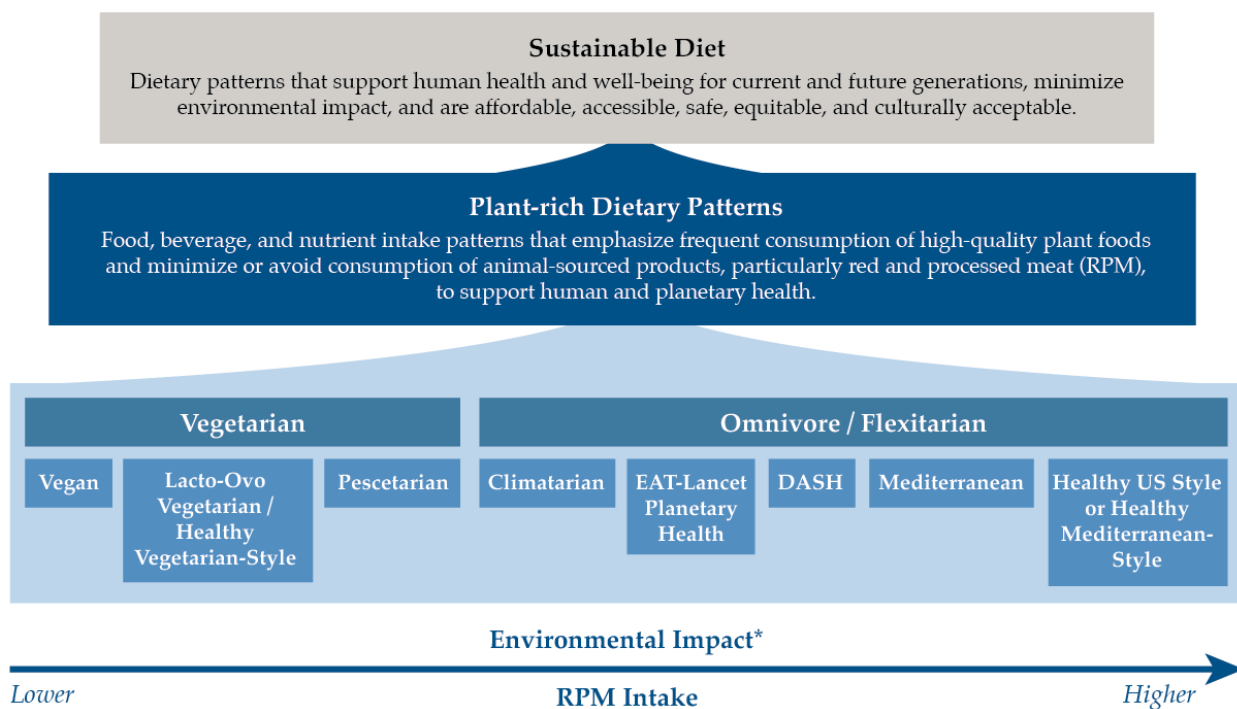 Sustainable Diet
Dietary patterns that support human health and well-being for current and future generations, minimize
environmental impact, and are affordable, accessible, safe, equitable, and culturally acceptable.
Plant-rich Dietary Patterns
Food, beverage, and nutrient intake patterns that emphasize frequent consumption of high-quality plant foods
and minimize or avoid consumption of animal-sourced products, particularly red and processed meat (RPM),
to support human and planetary health.
Vegetarian
Omnivore / Flexitarian
Vegan
Lacto-Ovo
Vegetarian /
Healthy
Vegetarian-Style
Pescetarian
Climatarian
EAT-Lancet
Planetary
Health
DASH
Mediterranean
Healthy US Style
or Healthy
Mediterranean-
Style
Environmental Impact*
Lower
RPM Intake
Higher